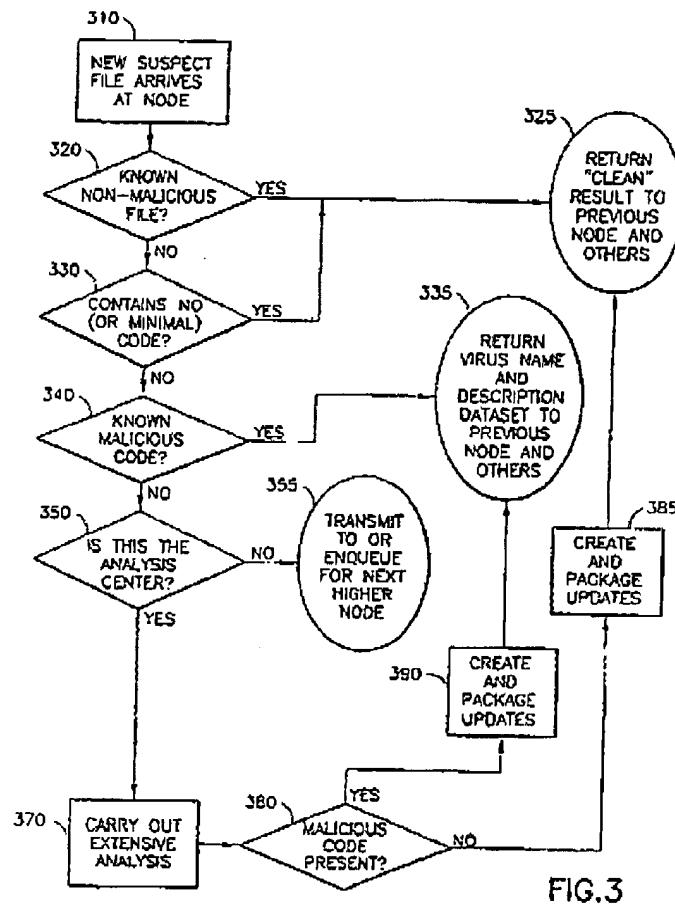 310
NEW SUSPECT
FILE ARRIVES
AT NODE
320
KNOWN
NON-MALICIOUS
FILE?
YES
NO
325
RETURN
"CLEAN"
RESULT TO
PREVIOUS
NODE AND
OTHERS
330
CONTAINS NO
(OR MINIMAL)
CODE?
YES
NO
335
RETURN
VIRUS NAME
AND
DESCRIPTION
DATASET TO
PREVIOUS
NODE AND
OTHERS
340
KNOWN
MALICIOUS
CODE?
YES
NO
350
IS THIS THE
ANALYSIS
CENTER?
NO
YES
355
TRANSMIT
TO OR
ENQUEUE
FOR NEXT
HIGHER
NODE
385
CREATE
AND
PACKAGE
UPDATES
390
CREATE
AND
PACKAGE
UPDATES
370
CARRY OUT
EXTENSIVE
ANALYSIS
380
MALICIOUS
CODE
PRESENT?
YES
NO
FIG.3